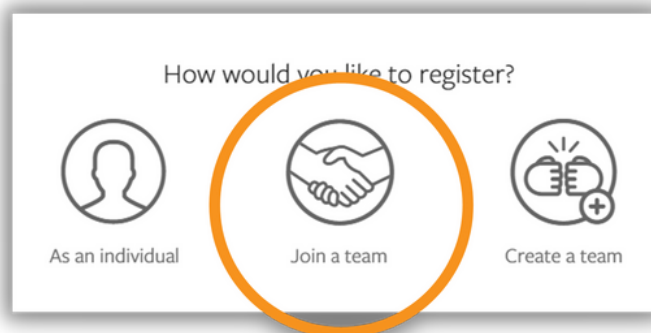 How would you like to register?
As an individual
Join a team
Create a team